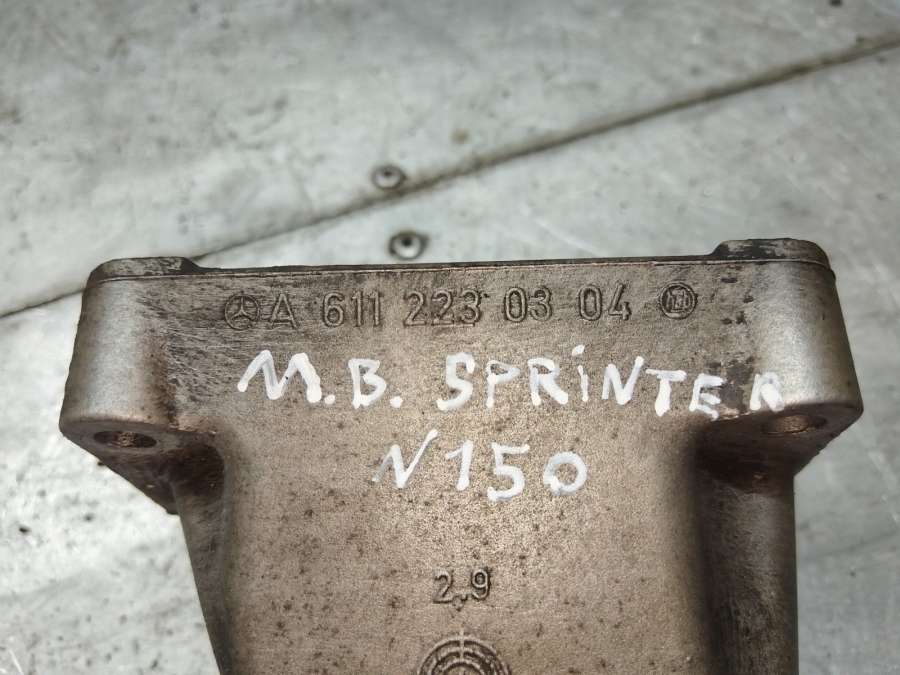 A 611 223 03 04
M.B. SPRINTER
N150
2.9